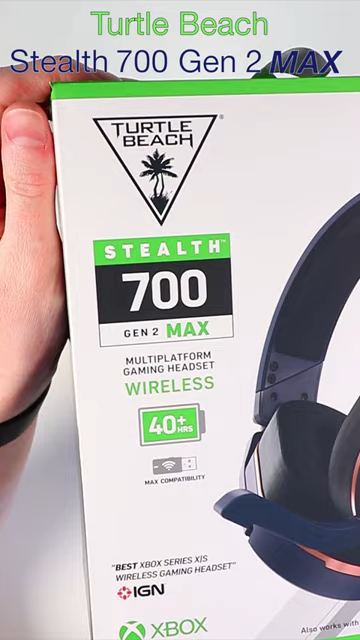 Turtle Beach
Stealth 700 Gen 2 MAX
TURTLE
BEACH
®
STEALTH™
700
GEN 2 MAX
MULTIPLATFORM
GAMING HEADSET
WIRELESS
40+
HRS
MAX COMPATIBILITY
"BEST XBOX SERIES X|S
WIRELESS GAMING HEADSET"
IGN
XBOX
Also works with